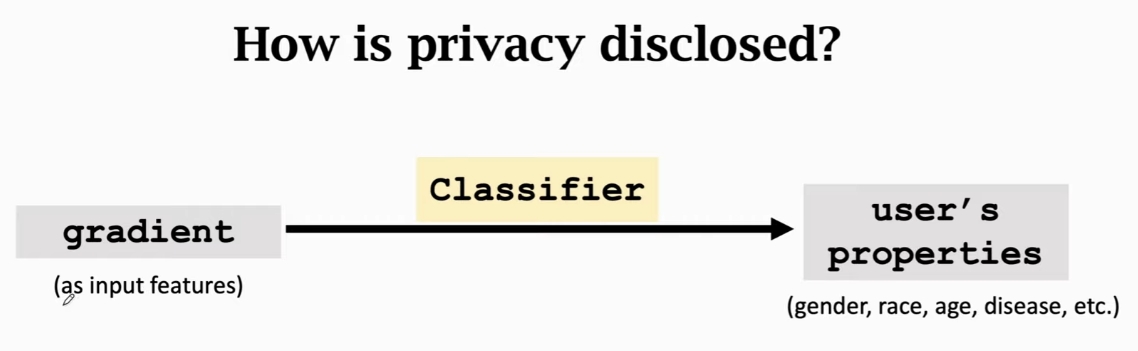 How is privacy disclosed?
Classifier
gradient
(as input features)
user’s
properties
(gender, race, age, disease, etc.)